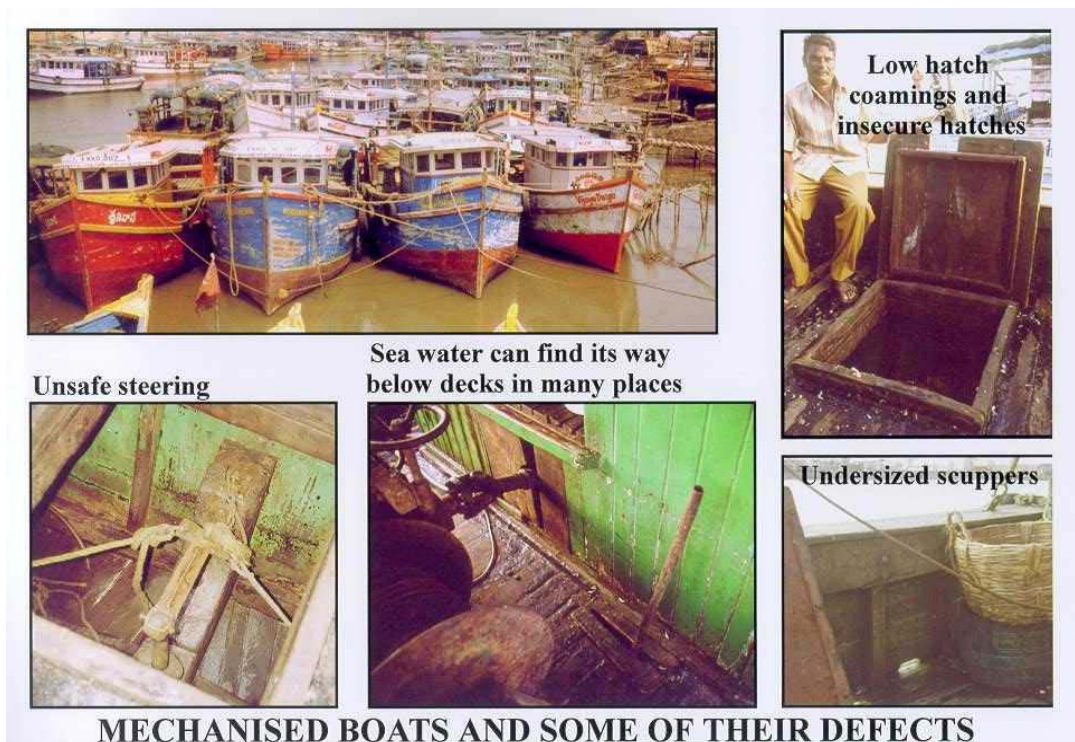 శ్రీనివాస
Low hatch
coamings and
insecure hatches
Sea water can find its way
below decks in many places
Unsafe steering
Undersized scuppers
MECHANISED BOATS AND SOME OF THEIR DEFECTS